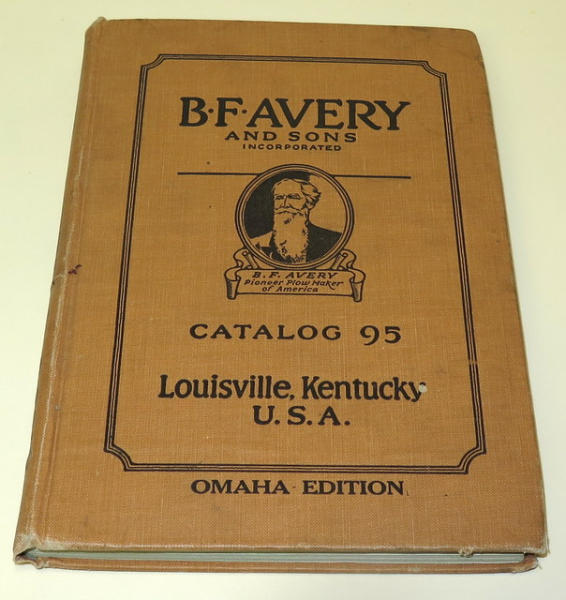 B·F·AVERY
AND SONS
INCORPORATED
B. F. AVERY
Pioneer Plow Maker
of America
CATALOG 95
Louisville, Kentucky
U.S.A.
OMAHA · EDITION